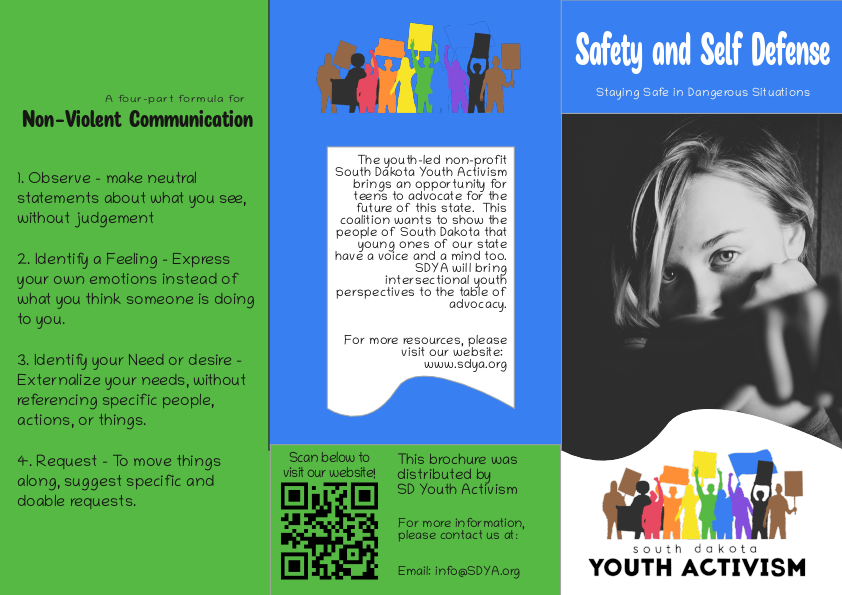 A four-part formula for
Non-Violent Communication
1. Observe - make neutral
statements about what you see,
without judgement
2. Identify a Feeling - Express
your own emotions instead of
what you think someone is doing
to you.
3. Identify your Need or desire -
Externalize your needs, without
referencing specific people,
actions, or things.
4. Request - To move things
along, suggest specific and
doable requests.
The youth-led non-profit
South Dakota Youth Activism
brings an opportunity for
teens to advocate for the
future of this state. This
coalition wants to show the
people of South Dakota that
young ones of our state
have a voice and a mind too.
SDYA will bring
intersectional youth
perspectives to the table of
advocacy.
For more resources, please
visit our website:
www.sdya.org
Scan below to
visit our website!
This brochure was
distributed by
SD Youth Activism
For more information,
please contact us at:
Email: info@SDYA.org
Safety and Self Defense
Staying Safe in Dangerous Situations
south dakota
YOUTH ACTIVISM